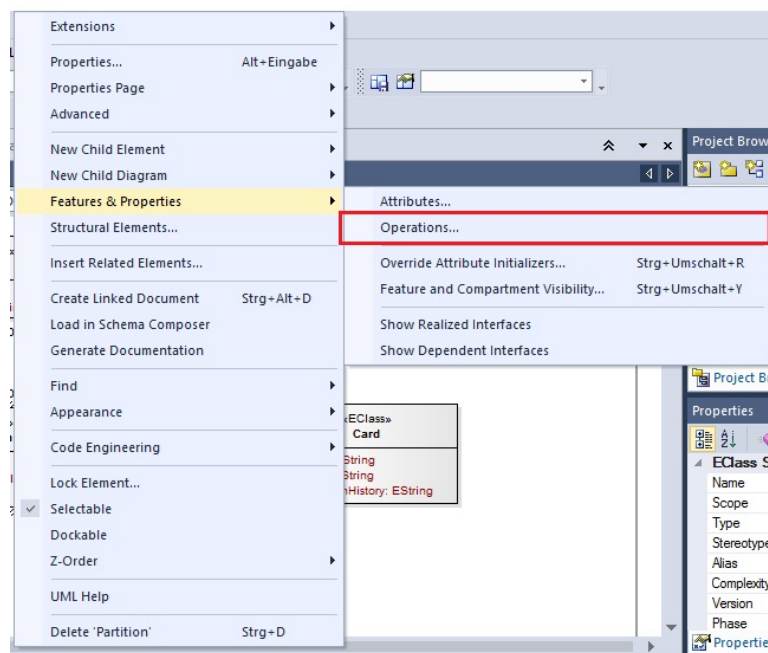 Extensions
Properties... Alt+Eingabe
Properties Page
Advanced
New Child Element
New Child Diagram
Features & Properties
Structural Elements...
Insert Related Elements...
Create Linked Document Strg+Alt+D
Load in Schema Composer
Generate Documentation
Find
Appearance
Code Engineering
Lock Element...
Selectable
Dockable
Z-Order
UML Help
Delete 'Partition' Strg+D
Attributes...
Operations...
Override Attribute Initializers... Strg+Umschalt+R
Feature and Compartment Visibility... Strg+Umschalt+Y
Show Realized Interfaces
Show Dependent Interfaces
«EClass»
Card
String
String
nHistory: EString
Project Brow
Project B
Properties
EClass S
Name
Scope
Type
Stereotype
Alias
Complexity
Version
Phase
Propertie